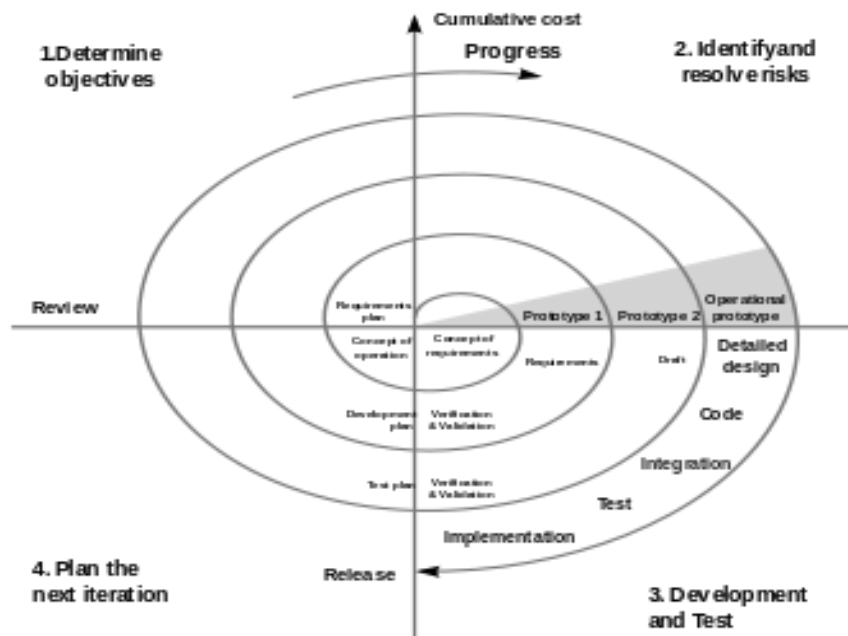 Cumulative cost
Progress
1.Determine
objectives
2. Identify and
resolve risks
Review
Requirements
plan
Prototype 1
Prototype 2
Operational
prototype
Concept of
operation
Concept of
requirements
Requirements
Draft
Detailed
design
Development
plan
Verification
& Validation
Code
Test plan
Verification
& Validation
Integration
Test
Implementation
Release
4. Plan the
next iteration
3. Development
and Test